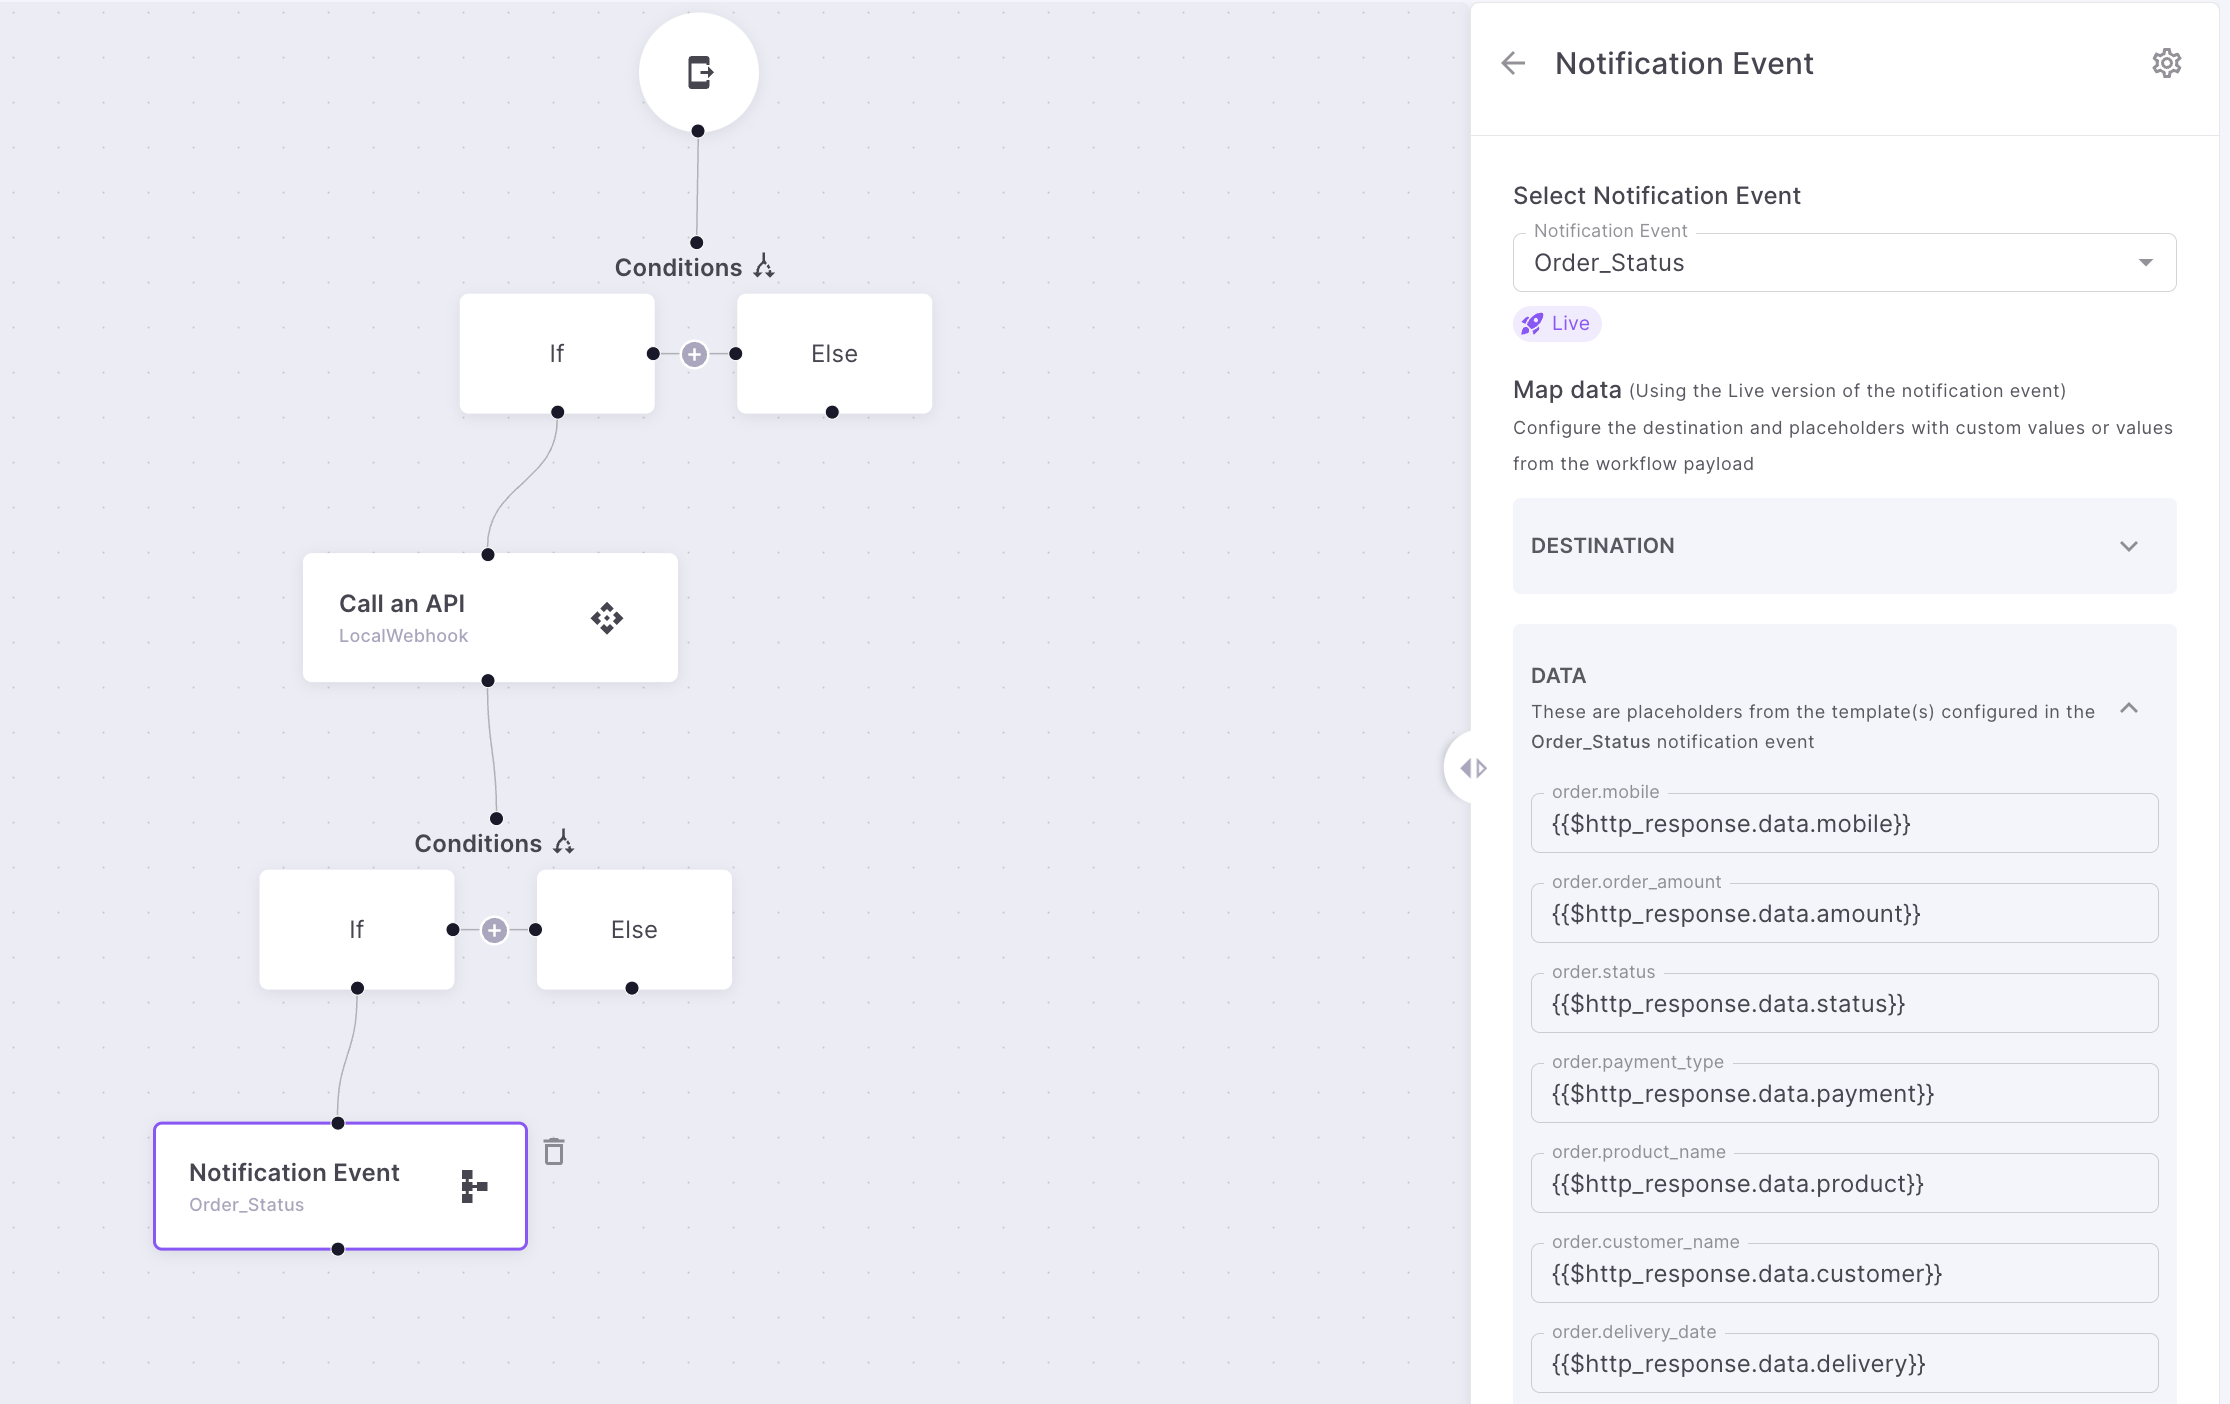 Conditions
If
Else
Call an API
LocalWebhook
Conditions
If
Else
Notification Event
Order_Status
Notification Event
Select Notification Event
Notification Event
Order_Status
Live
Map data (Using the Live version of the notification event)
Configure the destination and placeholders with custom values or values
from the workflow payload
DESTINATION
DATA
These are placeholders from the template(s) configured in the
Order_Status notification event
order.mobile
{{$http_response.data.mobile}}
order.order_amount
{{$http_response.data.amount}}
order.status
{{$http_response.data.status}}
order.payment_type
{{$http_response.data.payment}}
order.product_name
{{$http_response.data.product}}
order.customer_name
{{$http_response.data.customer}}
order.delivery_date
{{$http_response.data.delivery}}